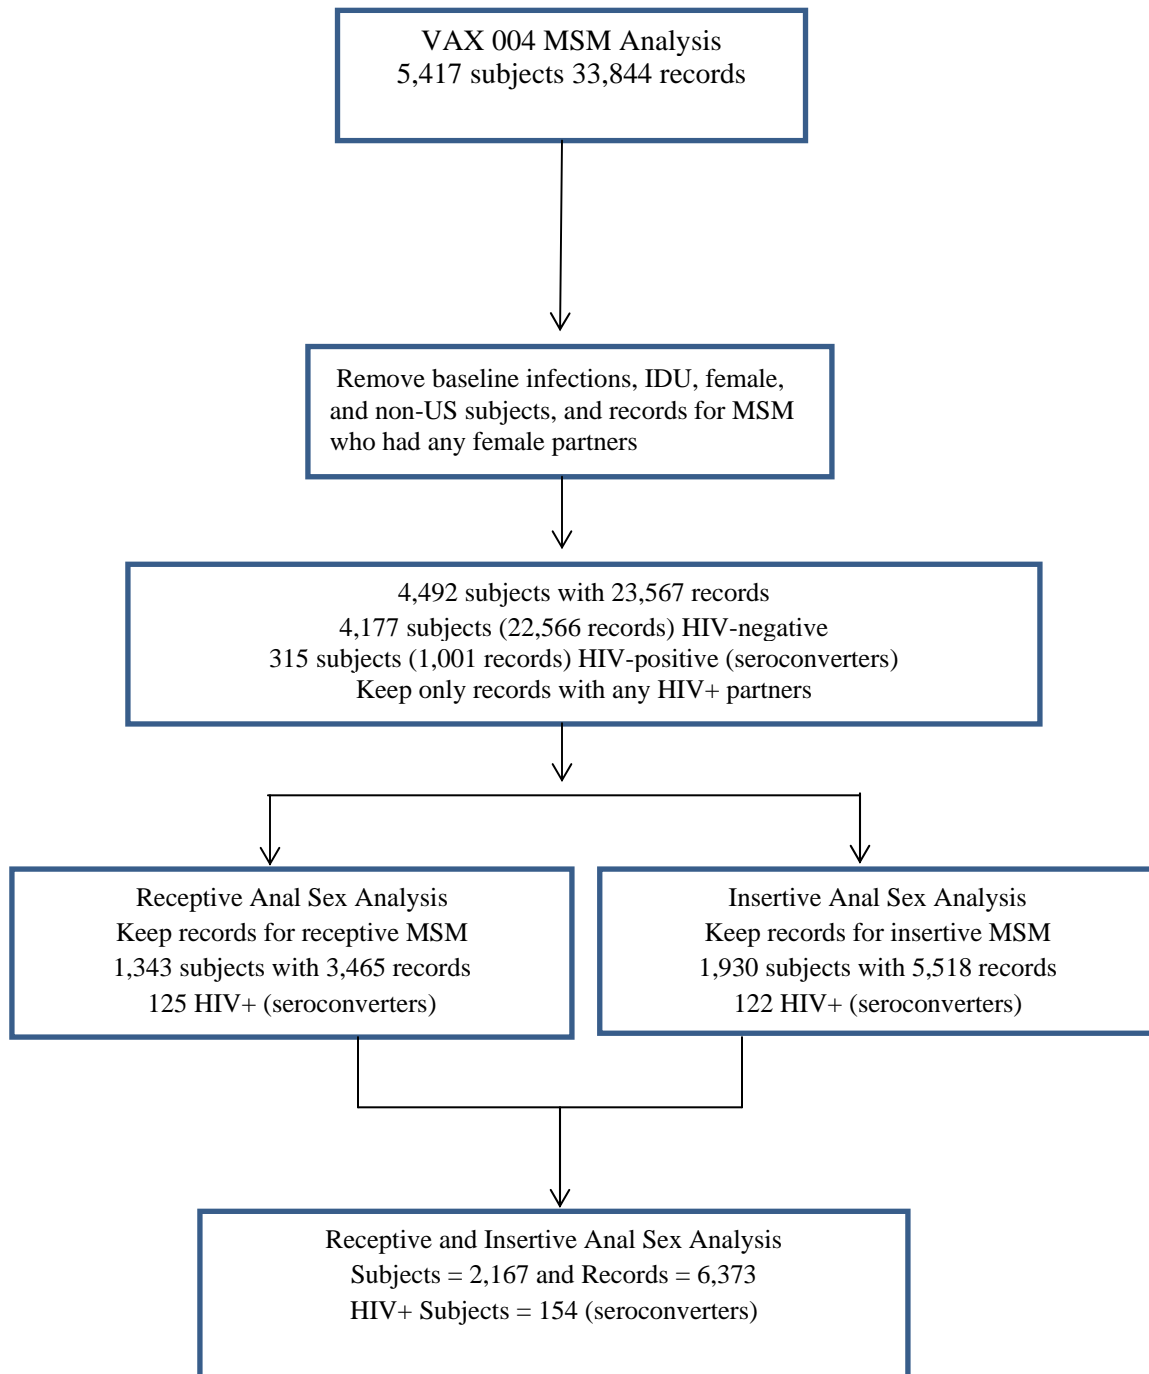 VAX 004 MSM Analysis
5,417 subjects 33,844 records
Remove baseline infections, IDU, female,
and non-US subjects, and records for MSM
who had any female partners
4,492 subjects with 23,567 records
4,177 subjects (22,566 records) HIV-negative
315 subjects (1,001 records) HIV-positive (seroconverters)
Keep only records with any HIV+ partners
Receptive Anal Sex Analysis
Keep records for receptive MSM
1,343 subjects with 3,465 records
125 HIV+ (seroconverters)
Insertive Anal Sex Analysis
Keep records for insertive MSM
1,930 subjects with 5,518 records
122 HIV+ (seroconverters)
Receptive and Insertive Anal Sex Analysis
Subjects = 2,167 and Records = 6,373
HIV+ Subjects = 154 (seroconverters)